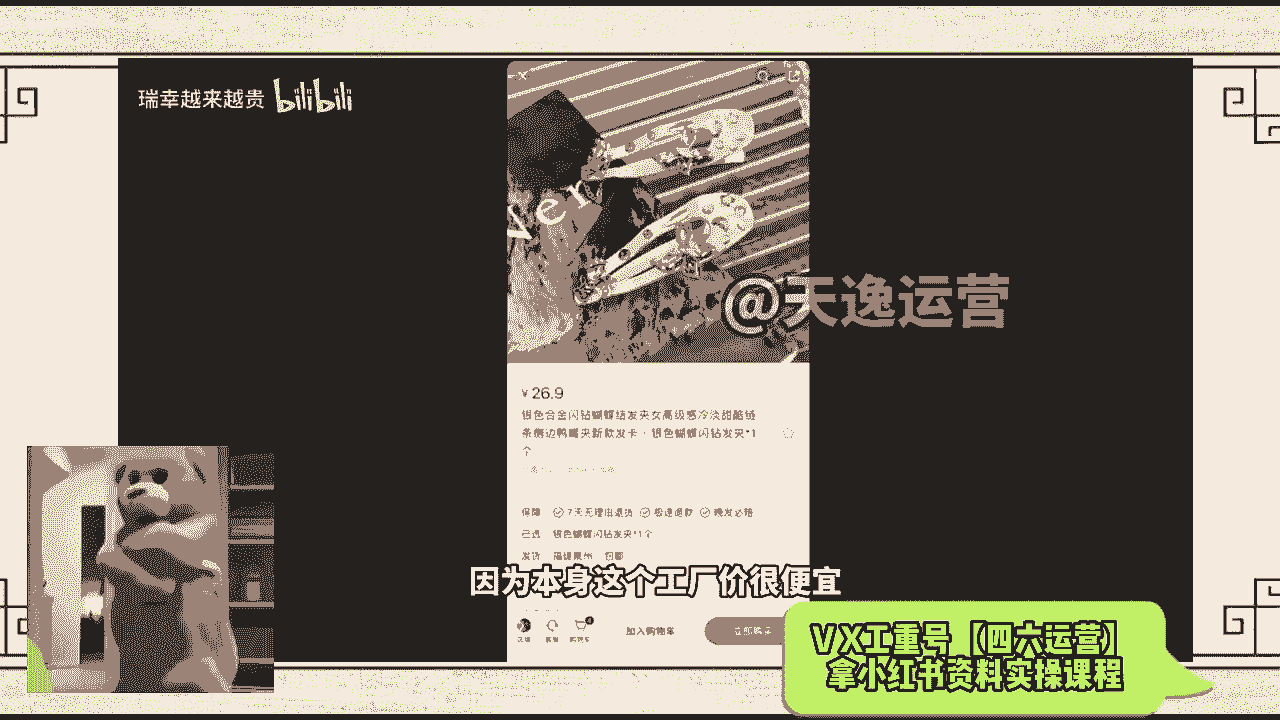 瑞幸越来越贵 bilibili
ver
@天逸运营
¥26.9
银色合金闪钻蝴蝶结发夹女高级感冷淡甜酷链
条侧边鸭嘴夹新款发卡 · 银色蝴蝶闪钻发夹*1
个
保障 7天无理由退货 极速退款 晚发必赔
已选 银色蝴蝶闪钻发夹*1个
发货 福建泉州 包邮
因为本身这个工厂价很便宜
客服 购物车 加入购物车 立即购买
VX工重号【四六运营】
拿小红书资料实操课程